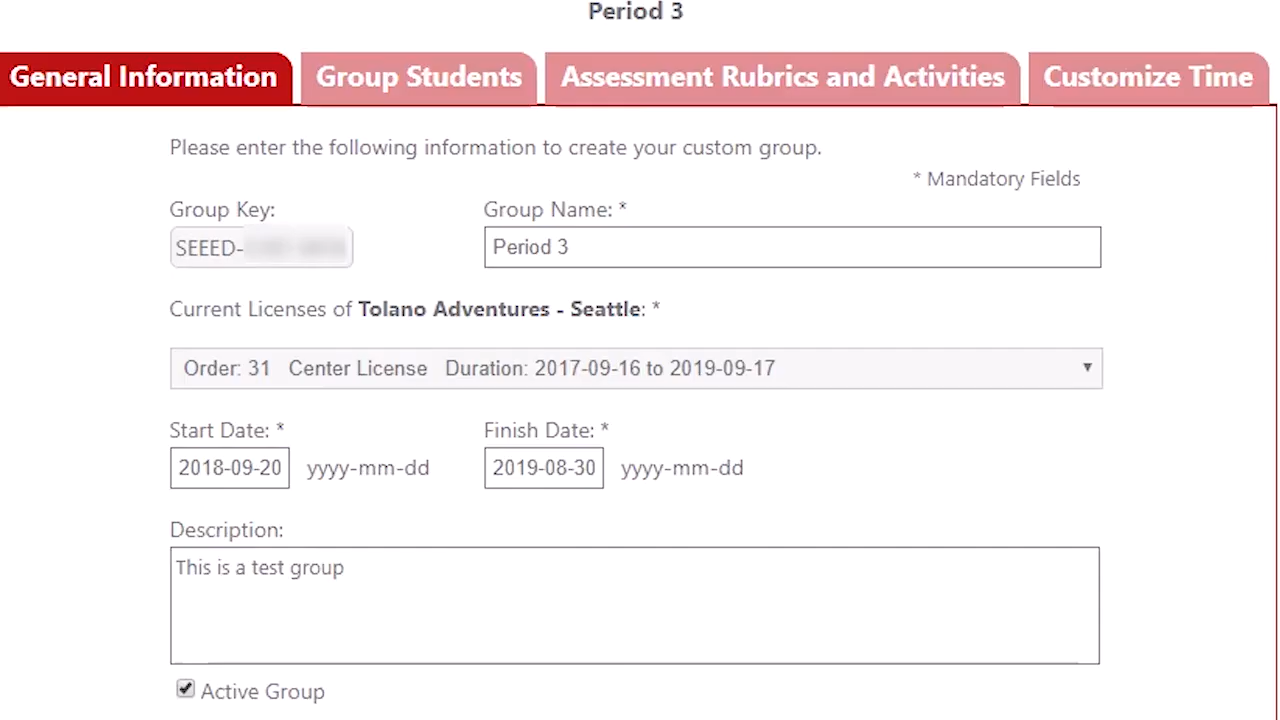 Period 3
General Information Group Students Assessment Rubrics and Activities Customize Time
Please enter the following information to create your custom group.
* Mandatory Fields
Group Key: Group Name: *
SEEED- Period 3
Current Licenses of Tolano Adventures - Seattle: *
Order: 31 Center License Duration: 2017-09-16 to 2019-09-17
Start Date: * Finish Date: *
2018-09-20 yyyy-mm-dd 2019-08-30 yyyy-mm-dd
Description:
This is a test group
Active Group